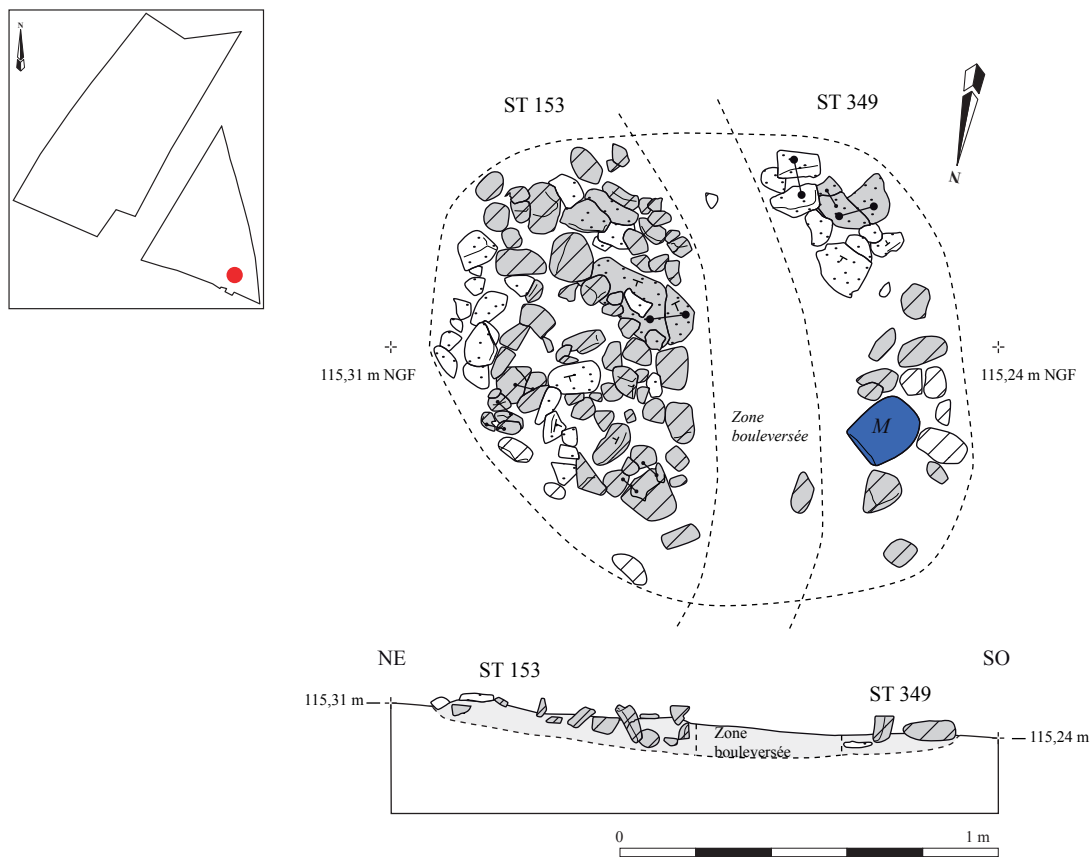 N
ST 153
ST 349
N
115,31 m NGF
115,24 m NGF
T
T
T
T
T
T
T
Zone
bouleversée
M
NE
SO
ST 153
ST 349
115,31 m
115,24 m
Zone
bouleversée
0
1 m